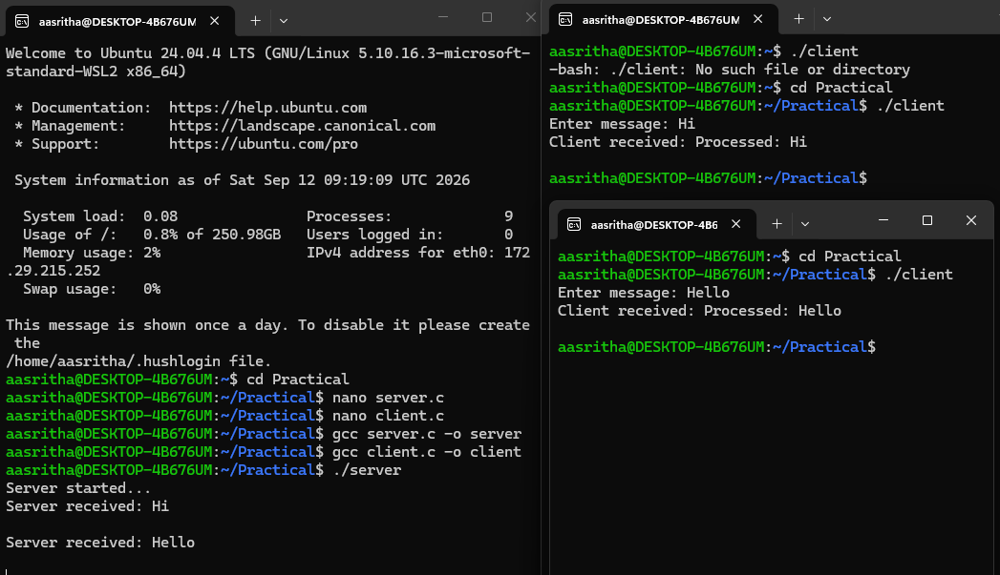 aasritha@DESKTOP-4B676UM
Welcome to Ubuntu 24.04.4 LTS (GNU/Linux 5.10.16.3-microsoft-
standard-WSL2 x86_64)
* Documentation:  https://help.ubuntu.com
* Management:     https://landscape.canonical.com
* Support:        https://ubuntu.com/pro
System information as of Sat Sep 12 09:19:09 UTC 2026
System load:  0.08               Processes:             9
Usage of /:   0.8% of 250.98GB   Users logged in:       0
Memory usage: 2%                 IPv4 address for eth0: 172
.29.215.252
Swap usage:   0%
This message is shown once a day. To disable it please create
the
/home/aasritha/.hushlogin file.
aasritha@DESKTOP-4B676UM:~$ cd Practical
aasritha@DESKTOP-4B676UM:~/Practical$ nano server.c
aasritha@DESKTOP-4B676UM:~/Practical$ nano client.c
aasritha@DESKTOP-4B676UM:~/Practical$ gcc server.c -o server
aasritha@DESKTOP-4B676UM:~/Practical$ gcc client.c -o client
aasritha@DESKTOP-4B676UM:~/Practical$ ./server
Server started...
Server received: Hi
Server received: Hello
aasritha@DESKTOP-4B676UM
aasritha@DESKTOP-4B676UM:~$ ./client
-bash: ./client: No such file or directory
aasritha@DESKTOP-4B676UM:~$ cd Practical
aasritha@DESKTOP-4B676UM:~/Practical$ ./client
Enter message: Hi
Client received: Processed: Hi
aasritha@DESKTOP-4B676UM:~/Practical$
aasritha@DESKTOP-4B6
aasritha@DESKTOP-4B676UM:~$ cd Practical
aasritha@DESKTOP-4B676UM:~/Practical$ ./client
Enter message: Hello
Client received: Processed: Hello
aasritha@DESKTOP-4B676UM:~/Practical$